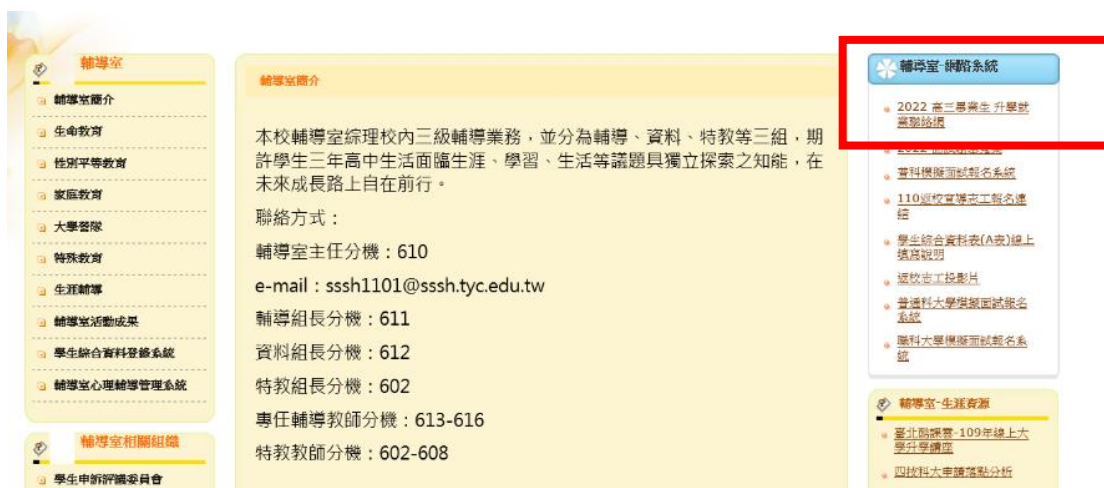 輔導室
輔導室簡介
生命教育
性別平等教育
家庭教育
大學營隊
特殊教育
生涯輔導
輔導室活動成果
學生綜合資料登錄系統
輔導室心理輔導管理系統
輔導室相關組織
學生申訴評議委員會
輔導室簡介
本校輔導室綜理校內三級輔導業務，並分為輔導、資料、特教等三組，期
許學生三年高中生活面臨生涯、學習、生活等議題具獨立探索之知能，在
未來成長路上自在前行。
聯絡方式：
輔導室主任分機：610
e-mail：sssh1101@sssh.tyc.edu.tw
輔導組長分機：611
資料組長分機：612
特教組長分機：602
專任輔導教師分機：613-616
特教教師分機：602-608
輔導室-網路系統
2022 高三畢業生 升學就
業聯絡網
普科模擬面試報名系統
110返校宣導志工報名連
結
學生綜合資料表(A表)線上
填寫說明
返校志工投影片
普通科大學模擬面試報名
系統
職科大學模擬面試報名系
統
輔導室-生涯資源
臺北酷課雲-109年線上大
學升學講座
四技科大申請落點分析